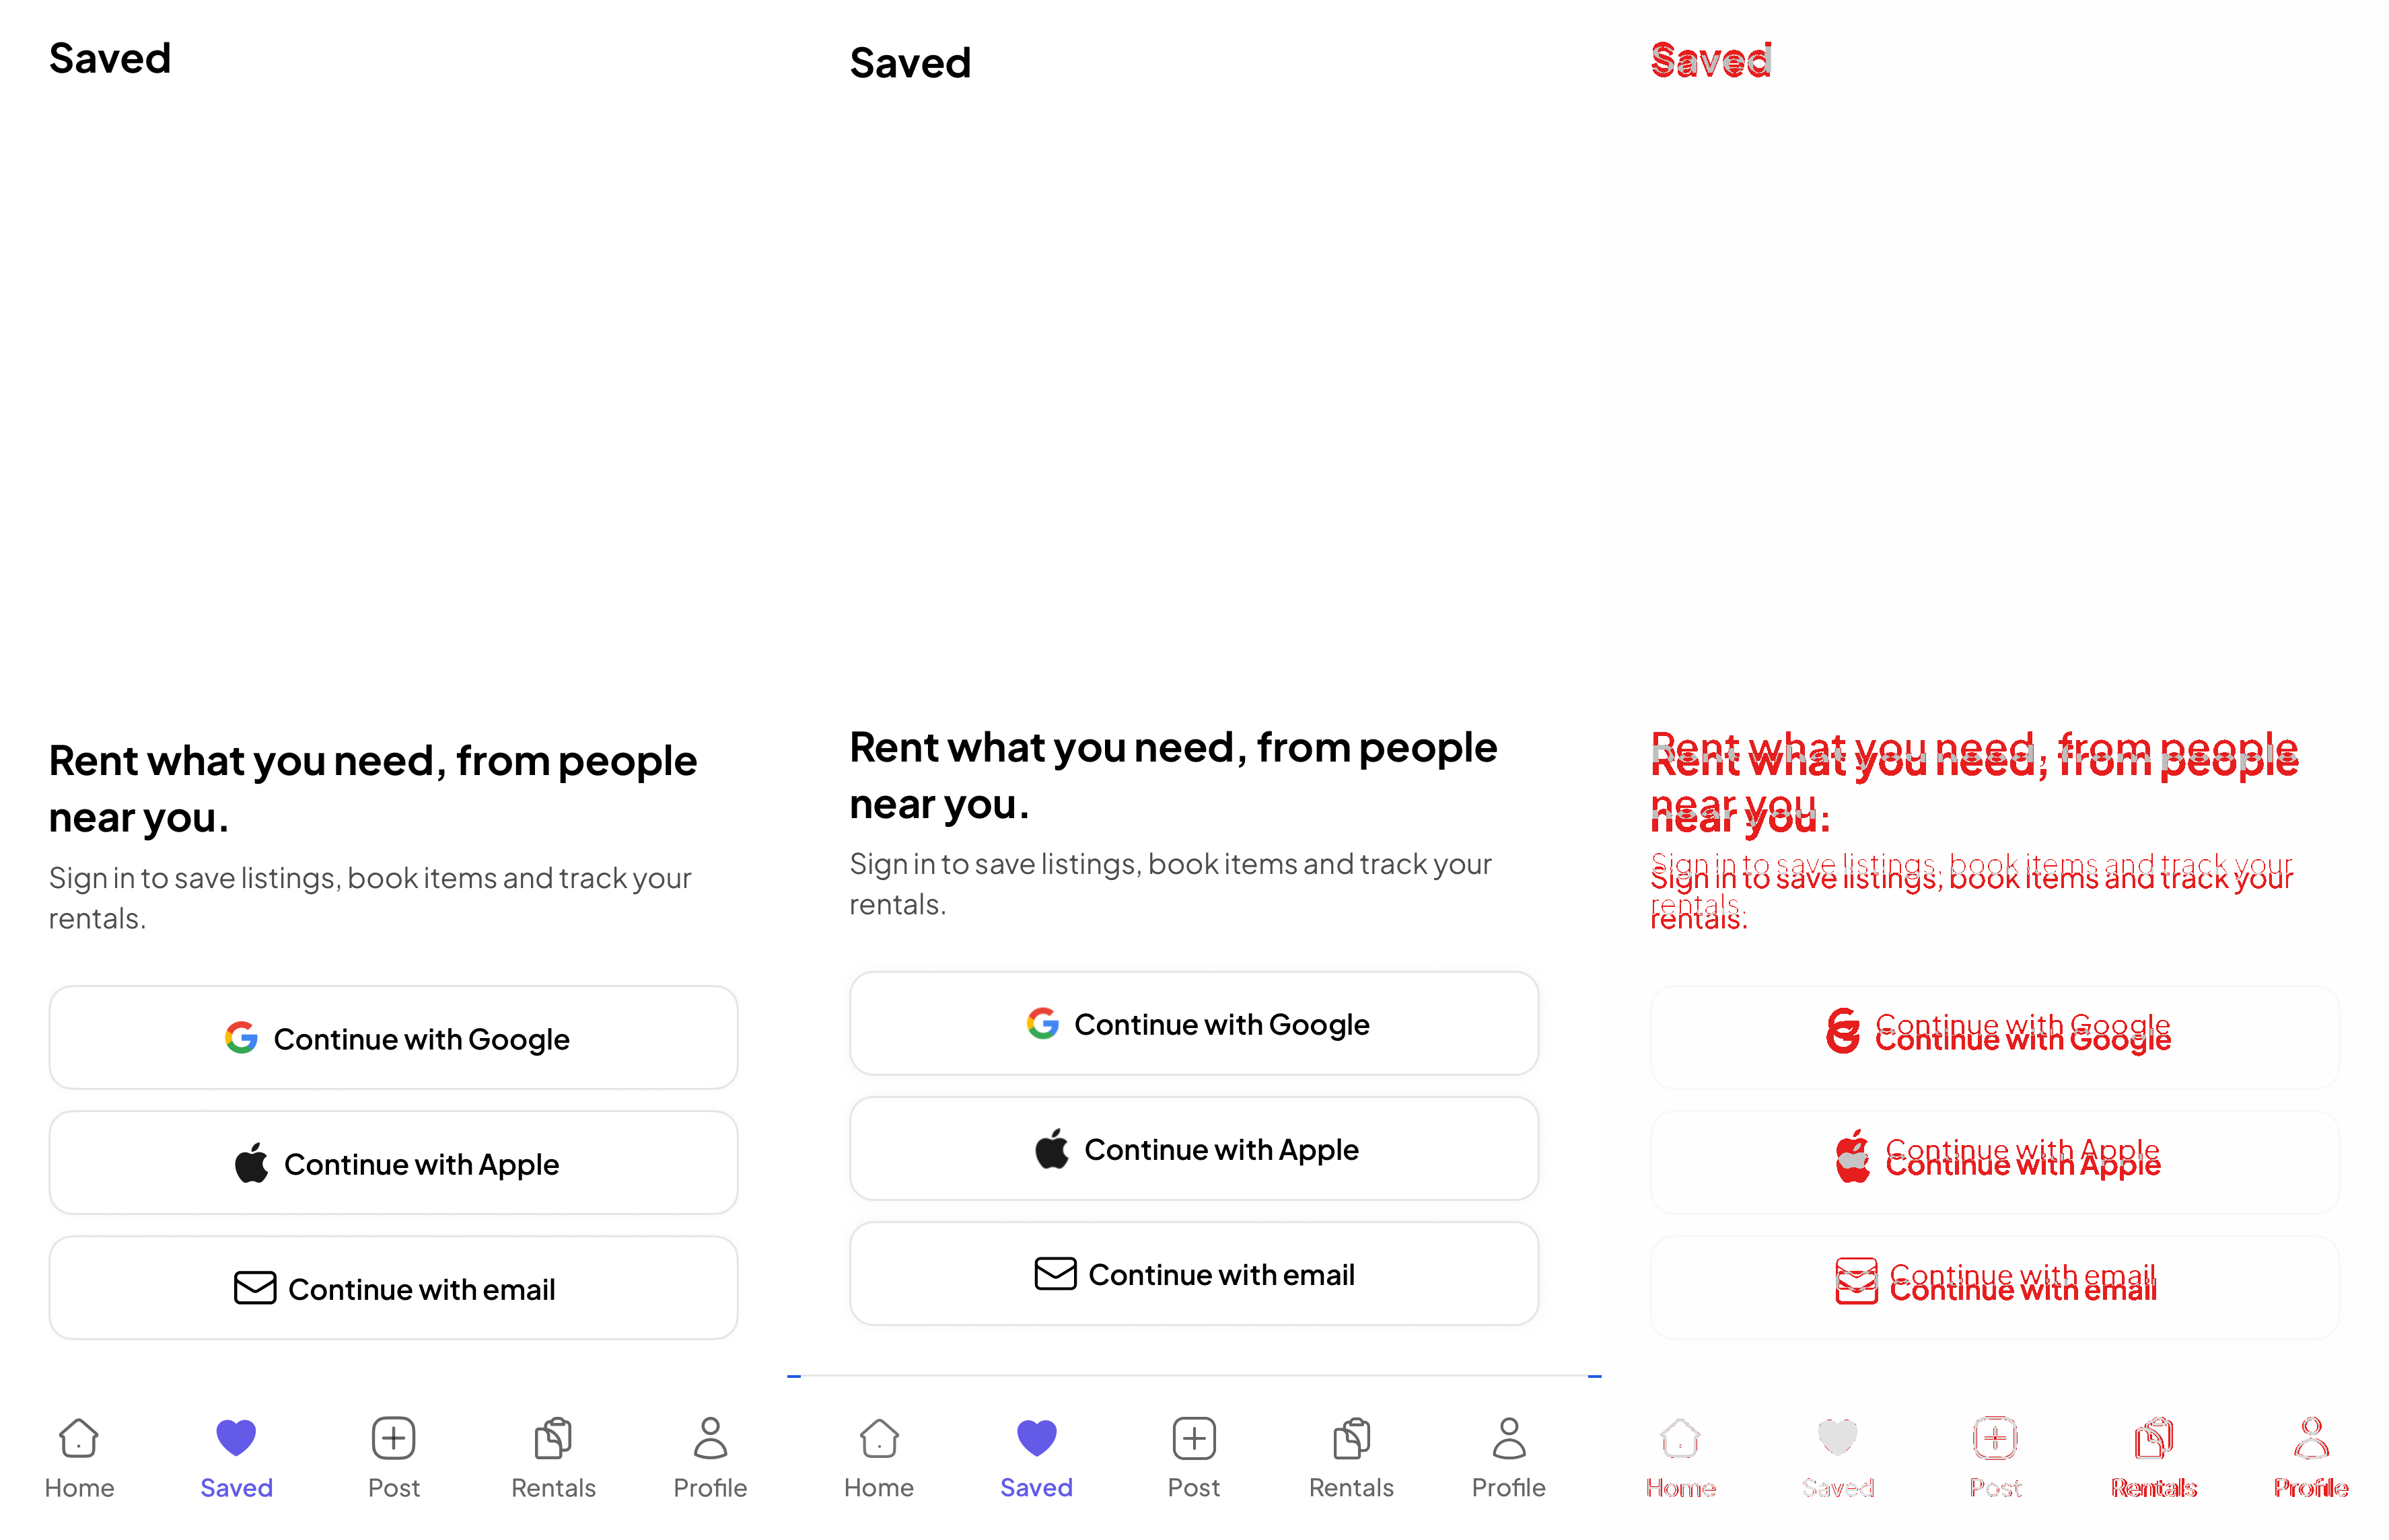 Saved
Rent what you need, from people
near you.
Sign in to save listings, book items and track your
rentals.
Continue with Google
Continue with Apple
Continue with email
Home
Saved
Post
Rentals
Profile
Saved
Rent what you need, from people
near you.
Sign in to save listings, book items and track your
rentals.
Continue with Google
Continue with Apple
Continue with email
Home
Saved
Post
Rentals
Profile
Saved
Rent what you need, from people
near you.
Sign in to save listings, book items and track your
rentals.
Continue with Google
Continue with Apple
Continue with email
Home
Saved
Post
Rentals
Profile